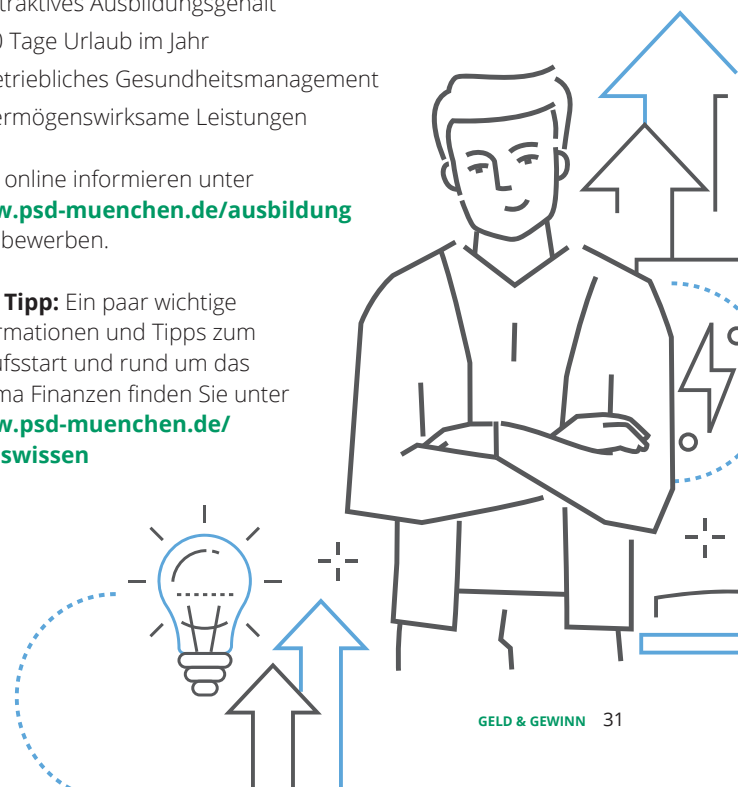 traktives Ausbildungsgehalt
0 Tage Urlaub im Jahr
etriebliches Gesundheitsmanagement
ermögenswirksame Leistungen
online informieren unter
w.psd-muenchen.de/ausbildung
bewerben.
Tipp: Ein paar wichtige
rmationen und Tipps zum
ufsstart und rund um das
ma Finanzen finden Sie unter
w.psd-muenchen.de/
swissen
GELD & GEWINN 31